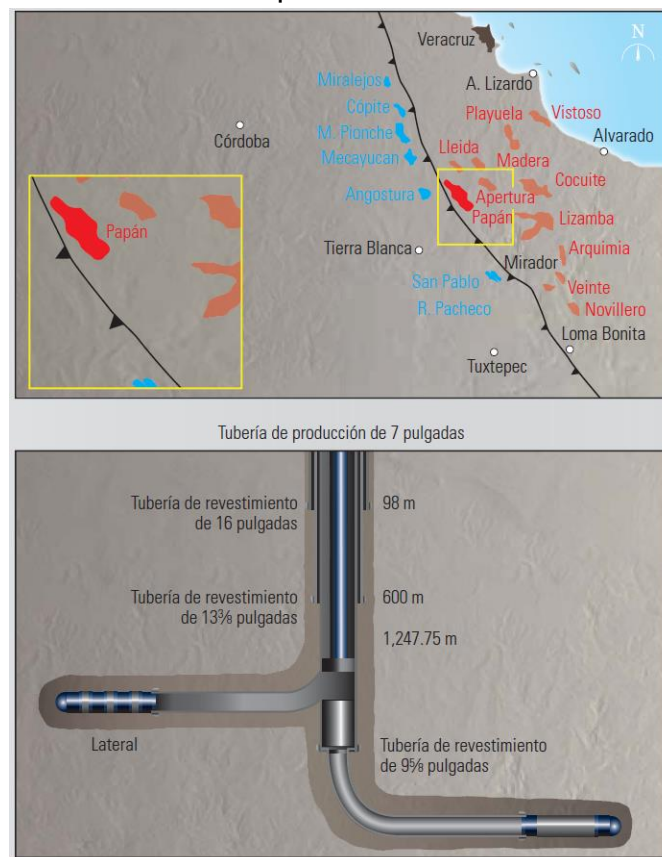 N
Veracruz
Miralejos
A. Lizardo
Cópite
Playuela
Vistoso
Córdoba
M. Pionche
Alvarado
Lleida
Mecayucan
Madera
Cocuite
Angostura
Apertura
Papán
Papán
Lizamba
Tierra Blanca
Mirador
Arquimia
San Pablo
Veinte
R. Pacheco
Novillero
Loma Bonita
Tuxtepec
Tubería de producción de 7 pulgadas
Tubería de revestimiento
de 16 pulgadas
98 m
Tubería de revestimiento
de 13⅜ pulgadas
600 m
1,247.75 m
Lateral
Tubería de revestimiento
de 9⅝ pulgadas